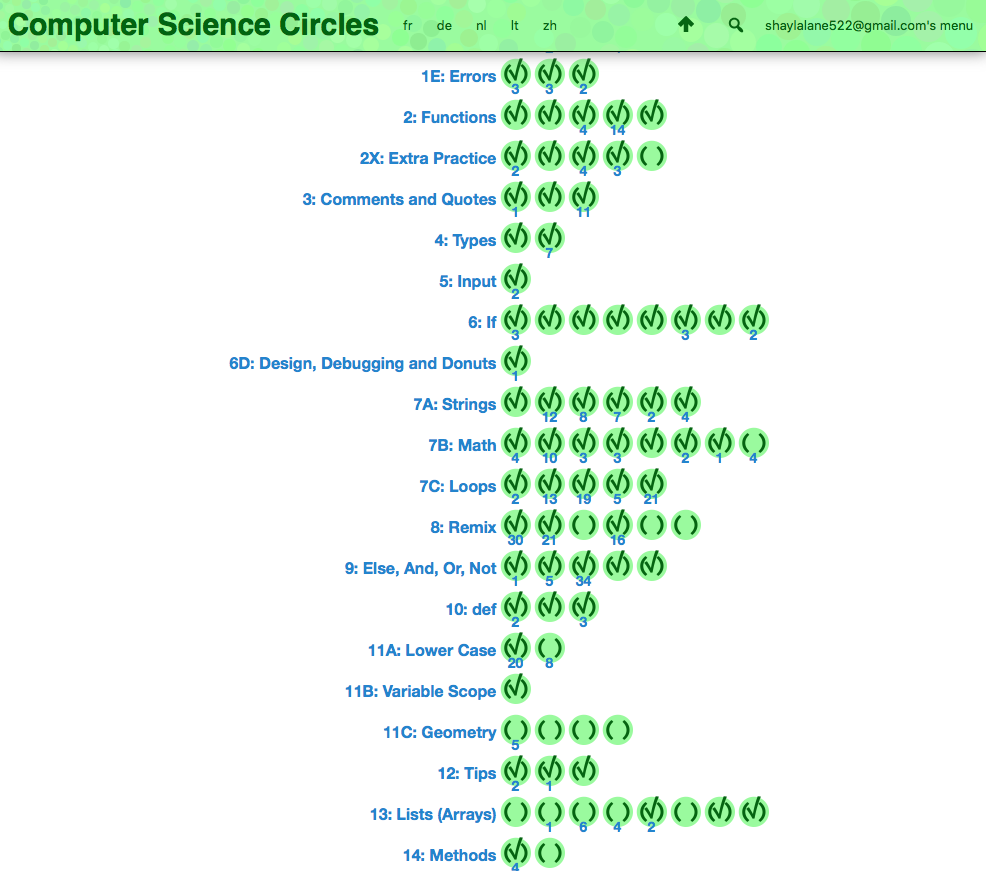 Computer Science Circles fr de nl lt zh shaylalane522@gmail.com's menu
1E: Errors
3 3 2
2: Functions
4 14
2X: Extra Practice
2 4 3
3: Comments and Quotes
1 11
4: Types
7
5: Input
2
6: If
3 3 2
6D: Design, Debugging and Donuts
1
7A: Strings
12 8 7 2 4
7B: Math
4 10 3 3 2 1 4
7C: Loops
2 13 19 5 21
8: Remix
30 21 16
9: Else, And, Or, Not
1 5 34
10: def
2 3
11A: Lower Case
20 8
11B: Variable Scope
11C: Geometry
5
12: Tips
2 1
13: Lists (Arrays)
1 6 4 2
14: Methods
4